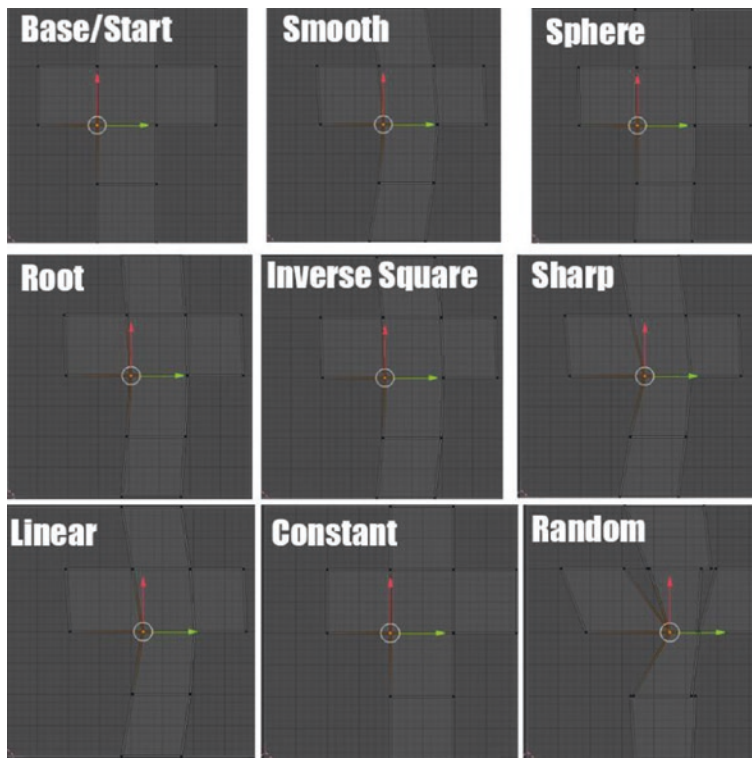 Base/Start
Smooth
Sphere
Root
Inverse Square
Sharp
Linear
Constant
Random